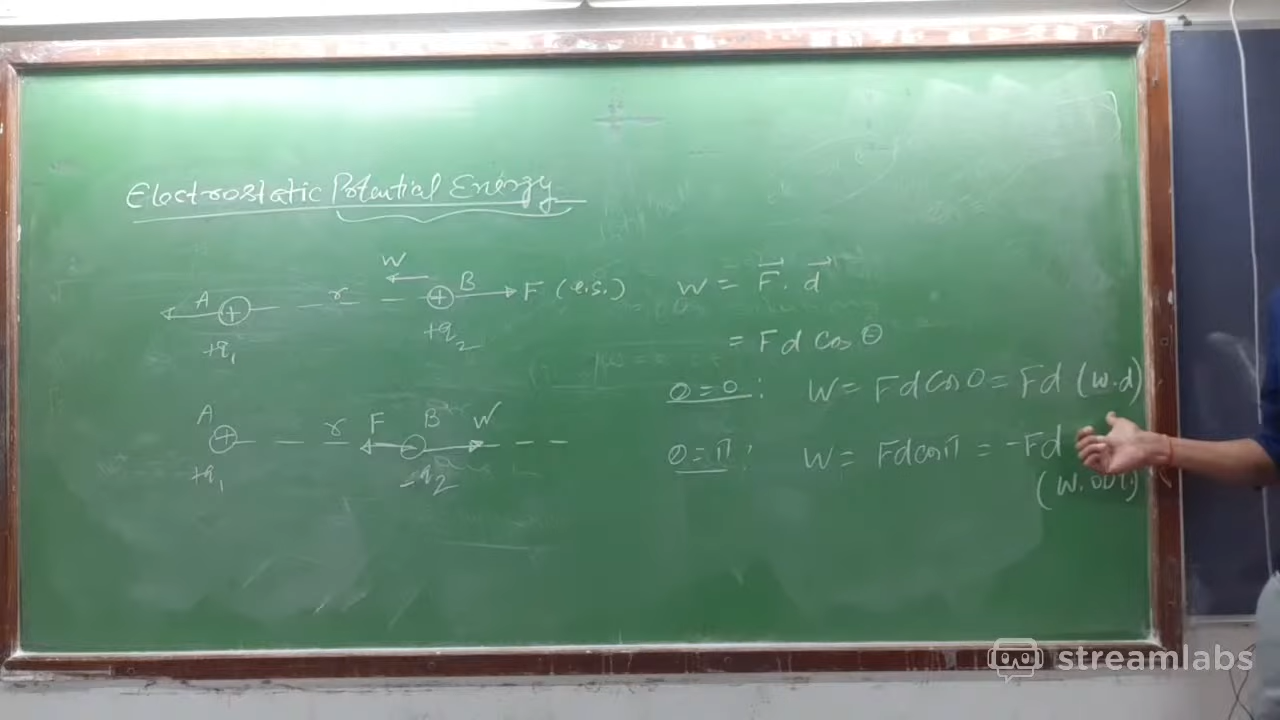 Electrostatic Potential Energy
W
A r B F (e.s.)
+q₁ +q₂
A r F B W
+q₁ -q₂
W = F⃗ . d⃗
= Fd cos θ
θ = 0 : W = Fd cos 0 = Fd (w.d)
θ = π : W = Fd cos π = -Fd
streamlabs